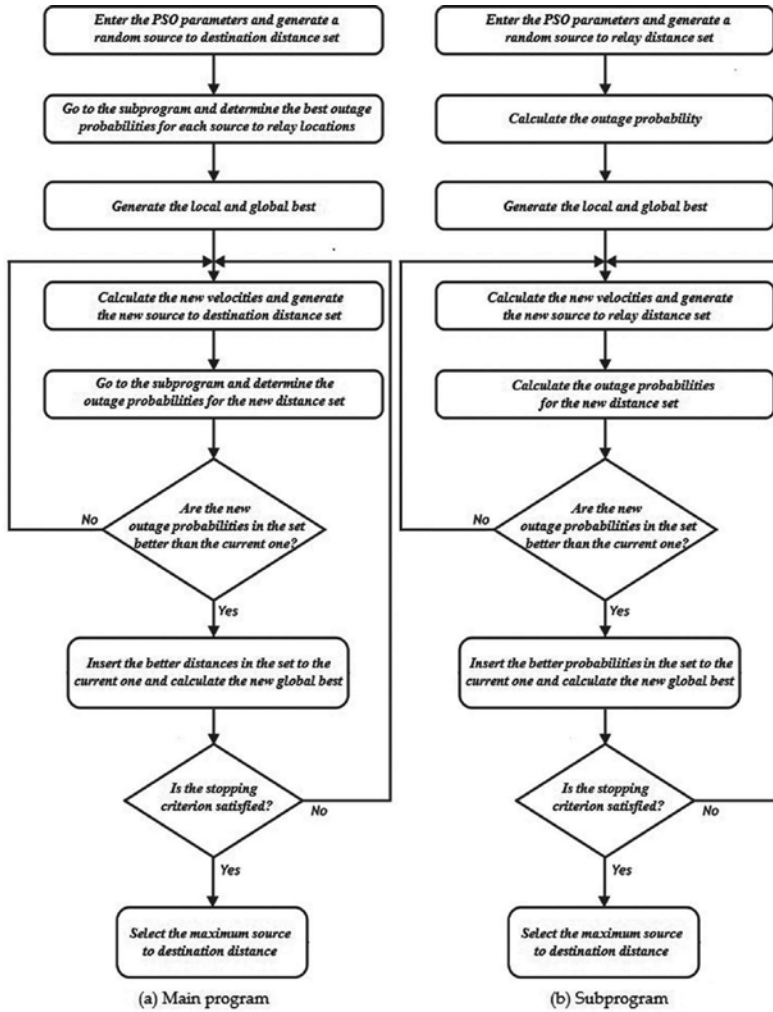 Enter the PSO parameters and generate a
random source to destination distance set
Go to the subprogram and determine the best outage
probabilities for each source to relay locations
Generate the local and global best
Calculate the new velocities and generate
the new source to destination distance set
Go to the subprogram and determine the
outage probabilities for the new distance set
Are the new
outage probabilities in the set
better than the current one?
No
Yes
Insert the better distances in the set to the
current one and calculate the new global best
Is the stopping
criterion satisfied?
No
Yes
Select the maximum source
to destination distance
(a) Main program
Enter the PSO parameters and generate a
random source to relay distance set
Calculate the outage probability
Generate the local and global best
Calculate the new velocities and generate
the new source to relay distance set
Calculate the outage probabilities
for the new distance set
Are the new
outage probabilities in the set
better than the current one?
No
Yes
Insert the better probabilities in the set to the
current one and calculate the new global best
Is the stopping
criterion satisfied?
No
Yes
Select the maximum source
to destination distance
(b) Subprogram